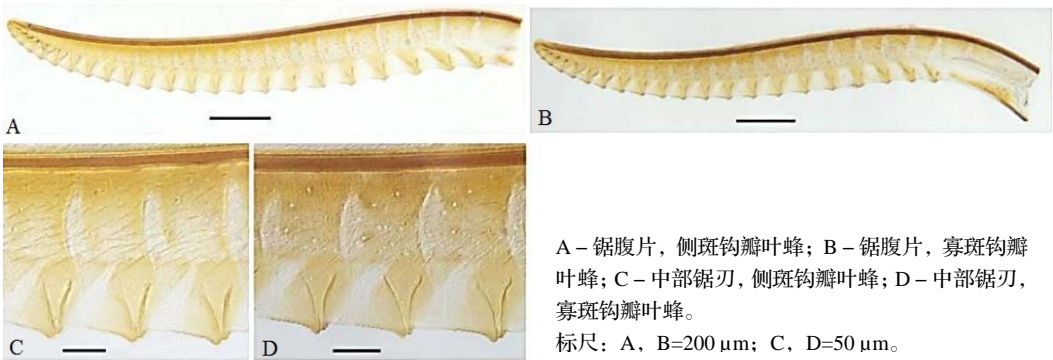 A
B
C
D
A – 锯腹片，侧斑钩瓣叶蜂；B – 锯腹片，寡斑钩瓣
叶蜂；C – 中部锯刃，侧斑钩瓣叶蜂；D – 中部锯刃，
寡斑钩瓣叶蜂。
标尺：A，B=200 μm；C，D=50 μm。